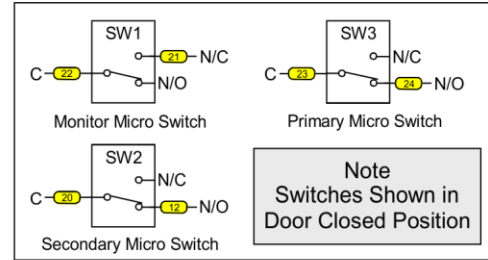 SW1
C 22 21 N/C
N/O
Monitor Micro Switch
SW3
N/C
C 23 24 N/O
Primary Micro Switch
SW2
N/C
C 20 12 N/O
Secondary Micro Switch
Note
Switches Shown in
Door Closed Position